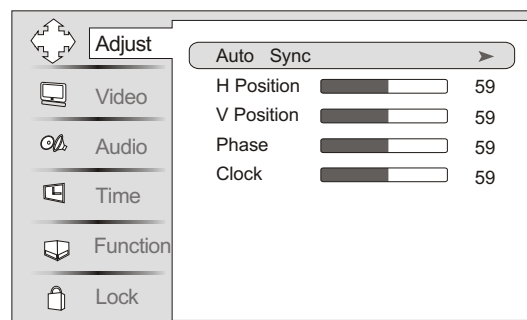 Adjust
Video
Audio
Time
Function
Lock
Auto Sync
H Position 59
V Position 59
Phase 59
Clock 59